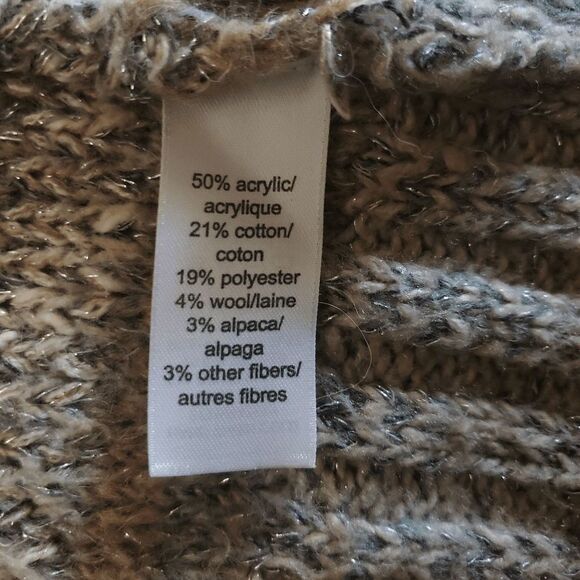 50% acrylic/
acrylique
21% cotton/
coton
19% polyester
4% wool/laine
3% alpaca/
alpaga
3% other fibers/
autres fibres